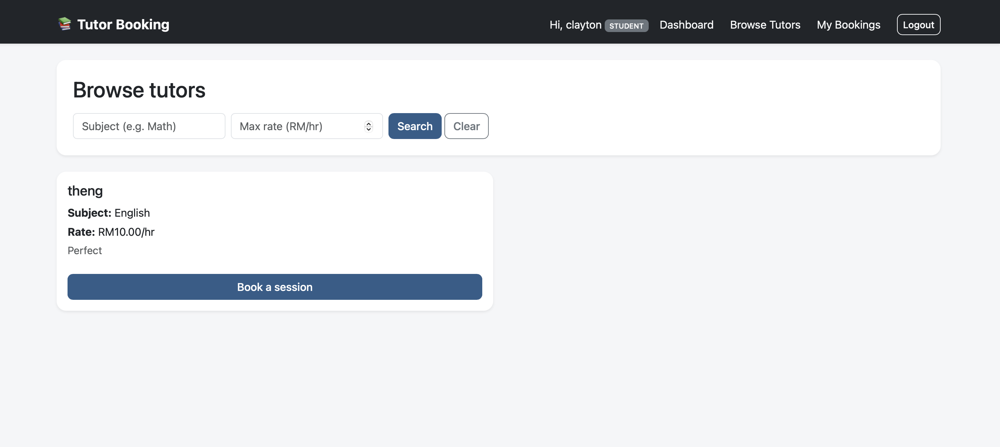 Tutor Booking
Hi, clayton STUDENT Dashboard Browse Tutors My Bookings Logout
Browse tutors
Subject (e.g. Math) Max rate (RM/hr) Search Clear
theng
Subject: English
Rate: RM10.00/hr
Perfect
Book a session